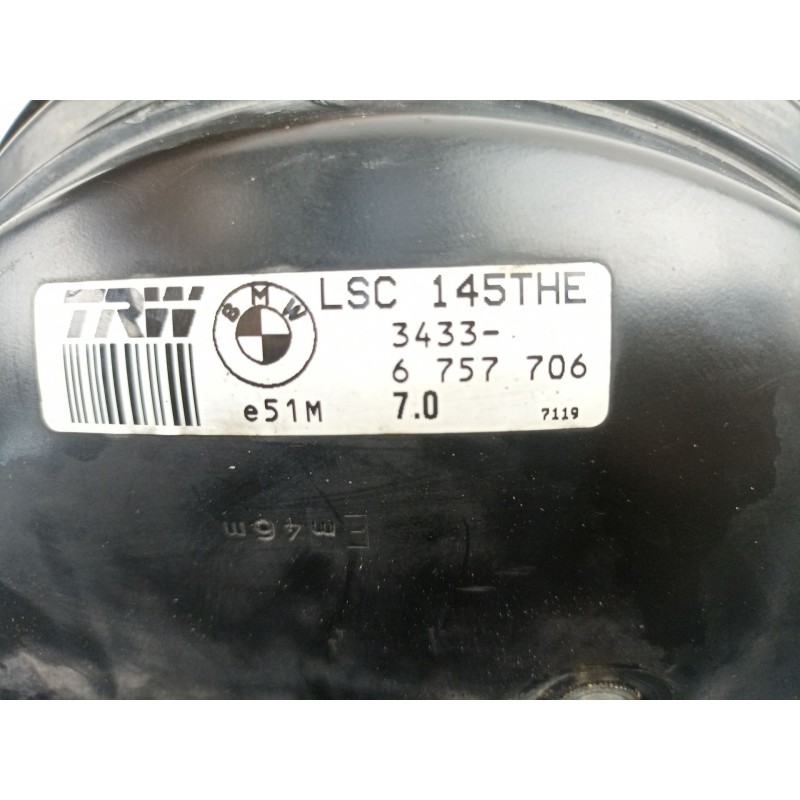 TRW BMW LSC 145THE
3433-
6 757 706
e51M 7.0 7119
m46m